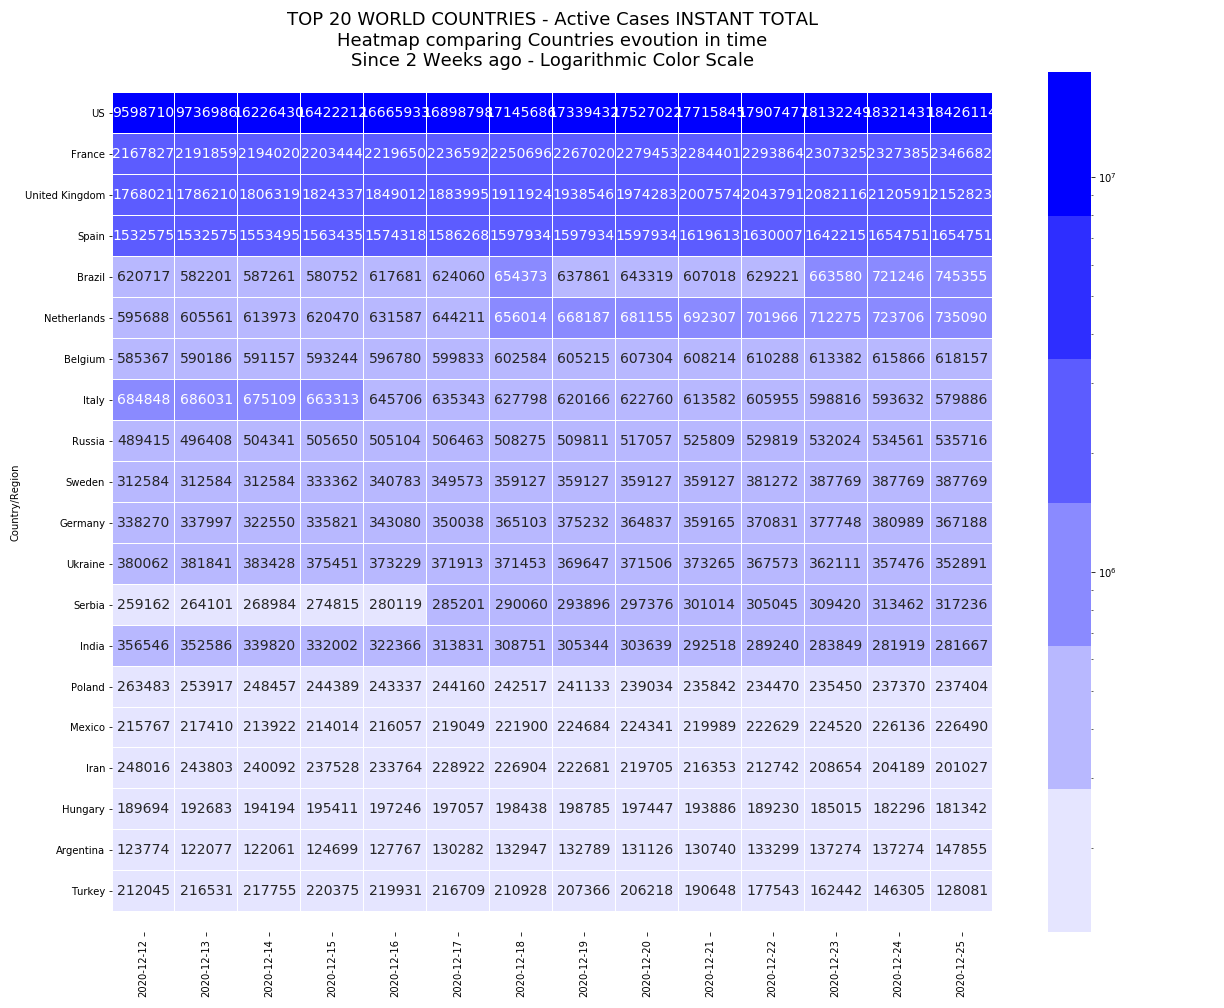 TOP 20 WORLD COUNTRIES - Active Cases INSTANT TOTAL
Heatmap comparing Countries evoution in time
Since 2 Weeks ago - Logarithmic Color Scale
Country/Region
US 9598710 9736986 16226430 16422212 16665933 16898798 17145686 17339432 17527022 17715845 17907477 18132249 18321431 18426114
France 2167827 2191859 2194020 2203444 2219650 2236592 2250696 2267020 2279453 2284401 2293864 2307325 2327385 2346682
United Kingdom 1768021 1786210 1806319 1824337 1849012 1883995 1911924 1938546 1974283 2007574 2043791 2082116 2120591 2152823
Spain 1532575 1532575 1553495 1563435 1574318 1586268 1597934 1597934 1597934 1619613 1630007 1642215 1654751 1654751
Brazil 620717 582201 587261 580752 617681 624060 654373 637861 643319 607018 629221 663580 721246 745355
Netherlands 595688 605561 613973 620470 631587 644211 656014 668187 681155 692307 701966 712275 723706 735090
Belgium 585367 590186 591157 593244 596780 599833 602584 605215 607304 608214 610288 613382 615866 618157
Italy 684848 686031 675109 663313 645706 635343 627798 620166 622760 613582 605955 598816 593632 579886
Russia 489415 496408 504341 505650 505104 506463 508275 509811 517057 525809 529819 532024 534561 535716
Sweden 312584 312584 312584 333362 340783 349573 359127 359127 359127 359127 381272 387769 387769 387769
Germany 338270 337997 322550 335821 343080 350038 365103 375232 364837 359165 370831 377748 380989 367188
Ukraine 380062 381841 383428 375451 373229 371913 371453 369647 371506 373265 367573 362111 357476 352891
Serbia 259162 264101 268984 274815 280119 285201 290060 293896 297376 301014 305045 309420 313462 317236
India 356546 352586 339820 332002 322366 313831 308751 305344 303639 292518 289240 283849 281919 281667
Poland 263483 253917 248457 244389 243337 244160 242517 241133 239034 235842 234470 235450 237370 237404
Mexico 215767 217410 213922 214014 216057 219049 221900 224684 224341 219989 222629 224520 226136 226490
Iran 248016 243803 240092 237528 233764 228922 226904 222681 219705 216353 212742 208654 204189 201027
Hungary 189694 192683 194194 195411 197246 197057 198438 198785 197447 193886 189230 185015 182296 181342
Argentina 123774 122077 122061 124699 127767 130282 132947 132789 131126 130740 133299 137274 137274 147855
Turkey 212045 216531 217755 220375 219931 216709 210928 207366 206218 190648 177543 162442 146305 128081
2020-12-12 2020-12-13 2020-12-14 2020-12-15 2020-12-16 2020-12-17 2020-12-18 2020-12-19 2020-12-20 2020-12-21 2020-12-22 2020-12-23 2020-12-24 2020-12-25
10⁷
10⁶